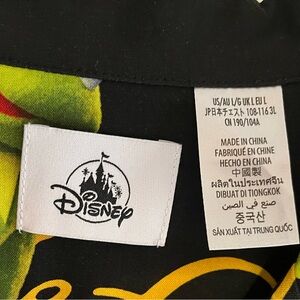 Disney
US/AU L/G UK L EU L
JP日本チェスト 108-116.3L
CN 190/104A
MADE IN CHINA
FABRIQUÉ EN CHINE
HECHO EN CHINA
中國製
ผลิตในประเทศจีน
DIBUAT DI TIONGKOK
صنع في الصين
중국산
SẢN XUẤT TẠI TRUNG QUỐC